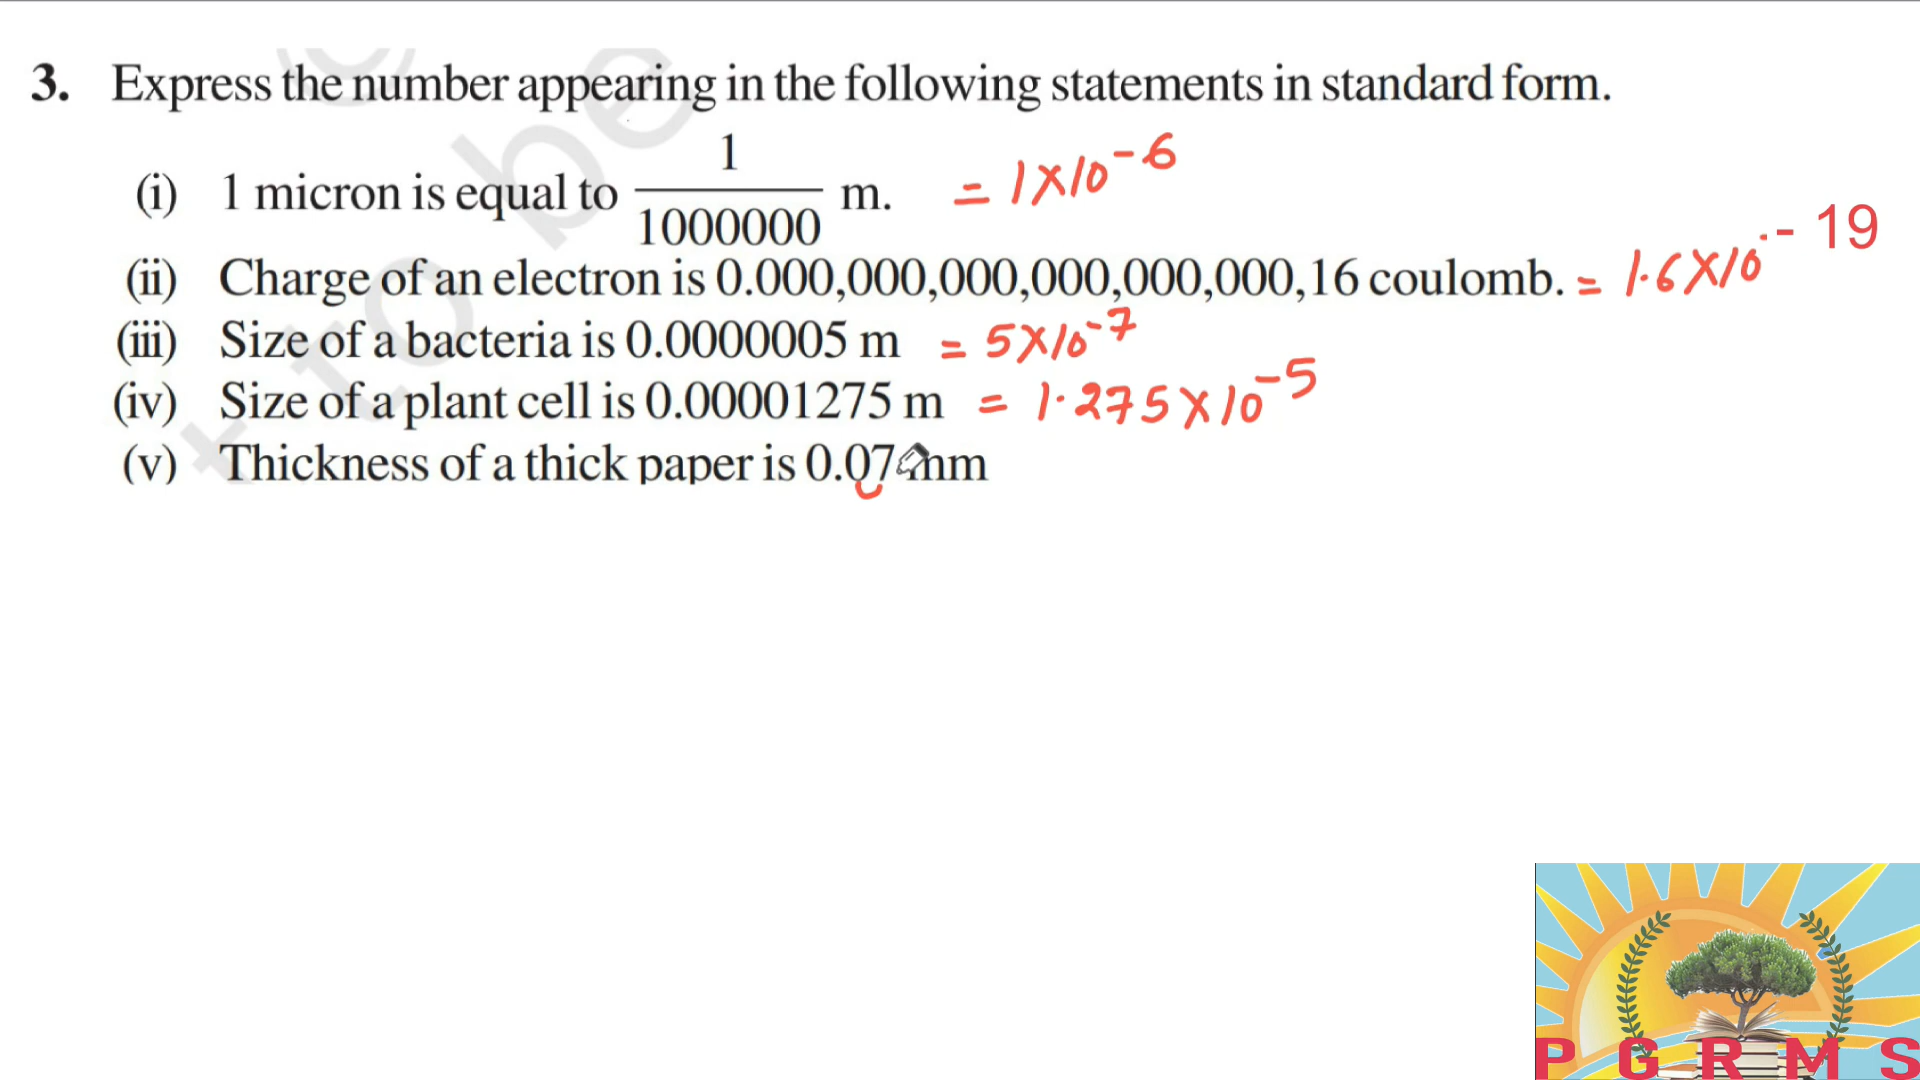 3. Express the number appearing in the following statements in standard form.
(i) 1 micron is equal to 1/1000000 m. = 1×10⁻⁶
(ii) Charge of an electron is 0.000,000,000,000,000,000,16 coulomb. = 1.6×10⁻¹⁹
(iii) Size of a bacteria is 0.0000005 m = 5×10⁻⁷
(iv) Size of a plant cell is 0.00001275 m = 1.275×10⁻⁵
(v) Thickness of a thick paper is 0.07 mm
t to be
P G R M S